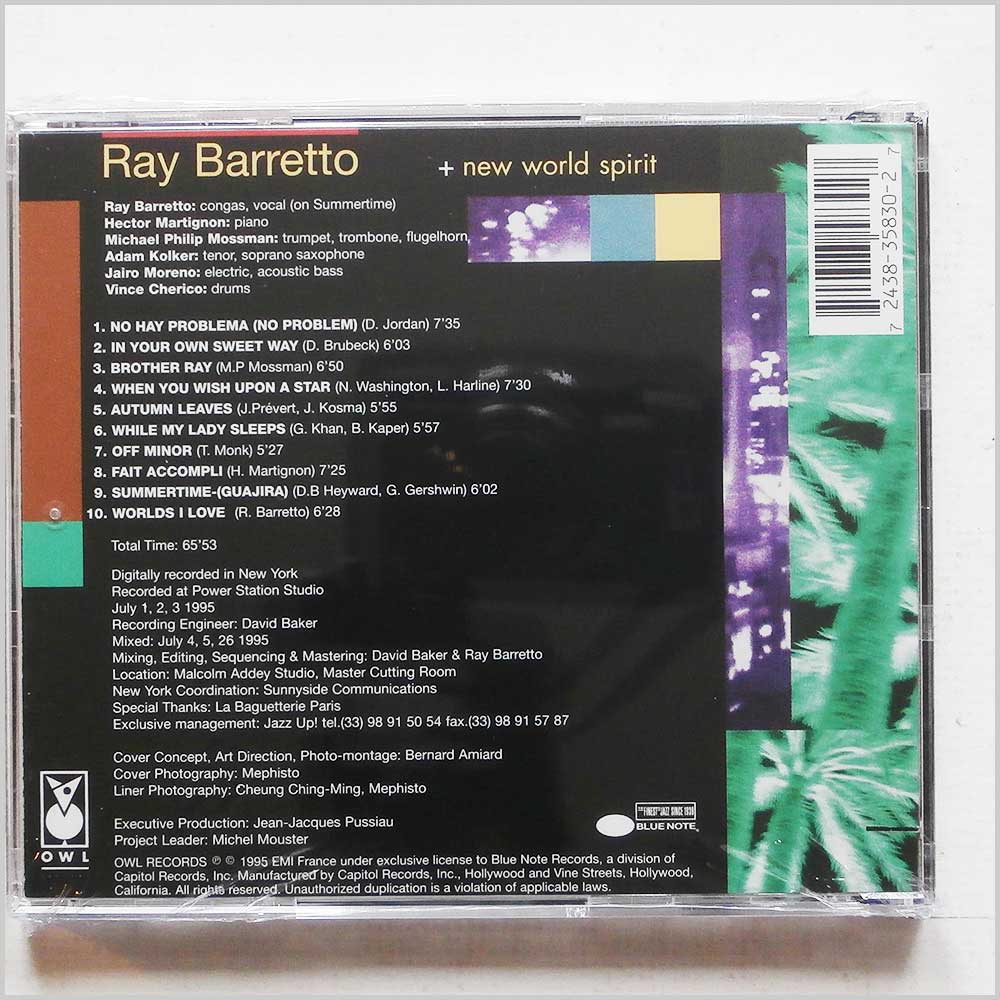 Ray Barretto
+ new world spirit
Ray Barretto: congas, vocal (on Summertime)
Hector Martignon: piano
Michael Philip Mossman: trumpet, trombone, flugelhorn,
Adam Kolker: tenor, soprano saxophone
Jairo Moreno: electric, acoustic bass
Vince Cherico: drums
1. NO HAY PROBLEMA (NO PROBLEM) (D. Jordan) 7'35
2. IN YOUR OWN SWEET WAY (D. Brubeck) 6'03
3. BROTHER RAY (M.P Mossman) 6'50
4. WHEN YOU WISH UPON A STAR (N. Washington, L. Harline) 7'30
5. AUTUMN LEAVES (J.Prévert, J. Kosma) 5'55
6. WHILE MY LADY SLEEPS (G. Khan, B. Kaper) 5'57
7. OFF MINOR (T. Monk) 5'27
8. FAIT ACCOMPLI (H. Martignon) 7'25
9. SUMMERTIME-(GUAJIRA) (D.B Heyward, G. Gershwin) 6'02
10. WORLDS I LOVE (R. Barretto) 6'28
Total Time: 65'53
Digitally recorded in New York
Recorded at Power Station Studio
July 1, 2, 3 1995
Recording Engineer: David Baker
Mixed: July 4, 5, 26 1995
Mixing, Editing, Sequencing & Mastering: David Baker & Ray Barretto
Location: Malcolm Addey Studio, Master Cutting Room
New York Coordination: Sunnyside Communications
Special Thanks: La Baguetterie Paris
Exclusive management: Jazz Up! tel.(33) 98 91 50 54 fax.(33) 98 91 57 87
Cover Concept, Art Direction, Photo-montage: Bernard Amiard
Cover Photography: Mephisto
Liner Photography: Cheung Ching-Ming, Mephisto
Executive Production: Jean-Jacques Pussiau
Project Leader: Michel Mouster
OWL RECORDS ℗ © 1995 EMI France under exclusive license to Blue Note Records, a division of
Capitol Records, Inc. Manufactured by Capitol Records, Inc., Hollywood and Vine Streets, Hollywood,
California. All rights reserved. Unauthorized duplication is a violation of applicable laws.
OWL
THE FINEST IN JAZZ SINCE 1939
BLUE NOTE
7 2438-35830-2 7